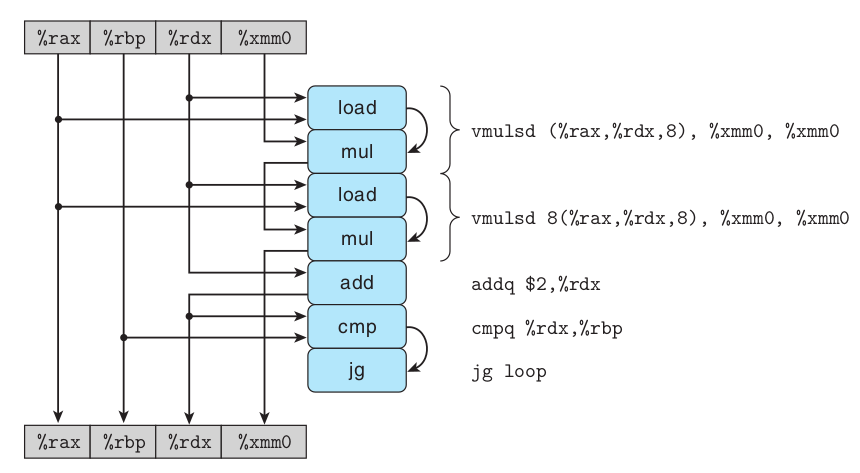 %rax %rbp %rdx %xmm0
load
vmulsd (%rax,%rdx,8), %xmm0, %xmm0
mul
load
vmulsd 8(%rax,%rdx,8), %xmm0, %xmm0
mul
add addq $2,%rdx
cmp cmpq %rdx,%rbp
jg jg loop
%rax %rbp %rdx %xmm0